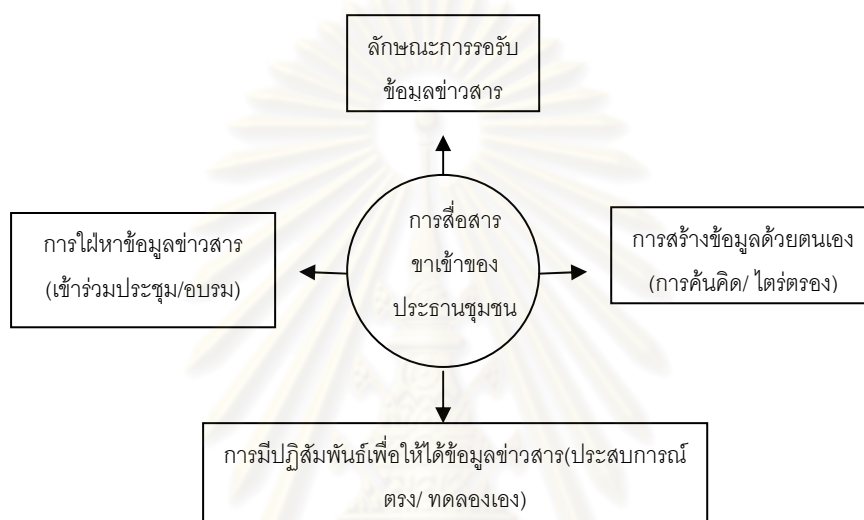 ลักษณะการรอรับ
ข้อมูลข่าวสาร
การใฝ่หาข้อมูลข่าวสาร
(เข้าร่วมประชุม/อบรม)
การสื่อสาร
ขาเข้าของ
ประธานชุมชน
การสร้างข้อมูลด้วยตนเอง
(การค้นคิด/ ไตร่ตรอง)
การมีปฏิสัมพันธ์เพื่อให้ได้ข้อมูลข่าวสาร(ประสบการณ์
ตรง/ ทดลองเอง)